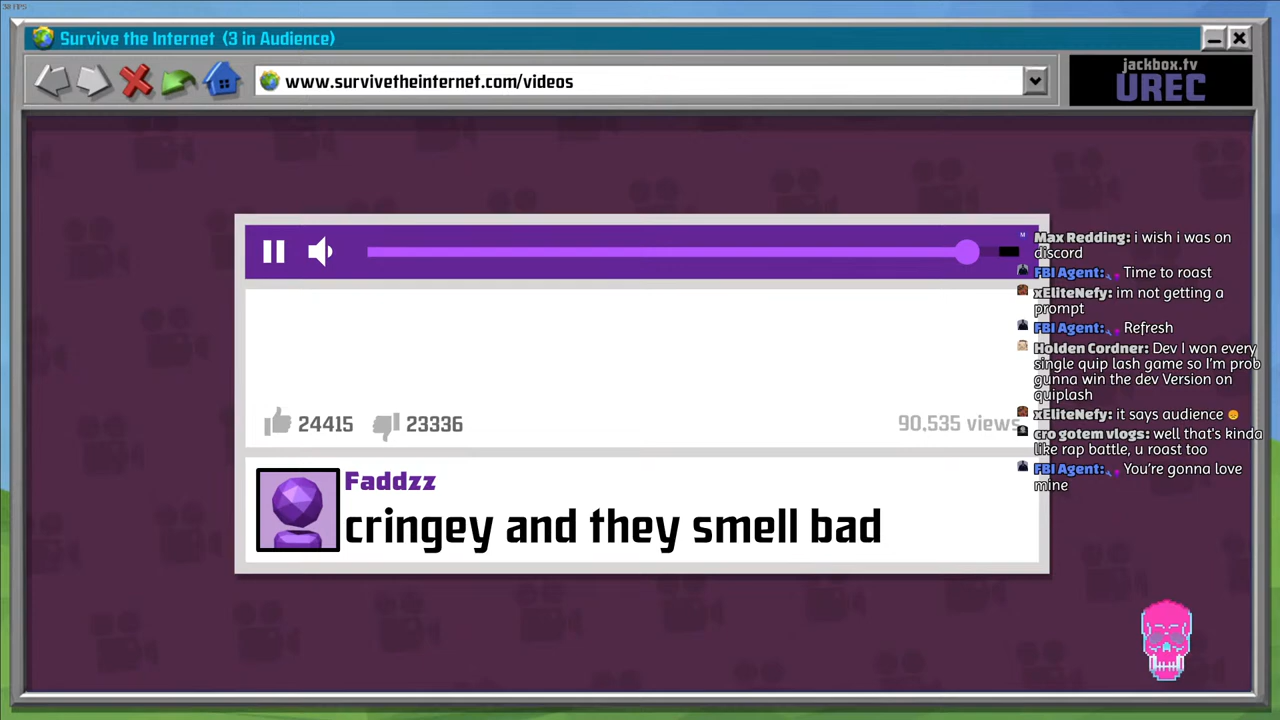 30 FPS
Survive the Internet (3 in Audience)
www.survivetheinternet.com/videos
jackbox.tv
UREC
24415
23336
90,535 views
Faddzz
cringey and they smell bad
M
Max Redding: i wish i was on
discord
FBI Agent: Time to roast
xEliteNefy: im not getting a
prompt
FBI Agent: Refresh
Holden Cordner: Dev I won every
single quip lash game so I'm prob
gunna win the dev Version on
quiplash
xEliteNefy: it says audience
cro gotem vlogs: well that's kinda
like rap battle, u roast too
FBI Agent: You're gonna love
mine